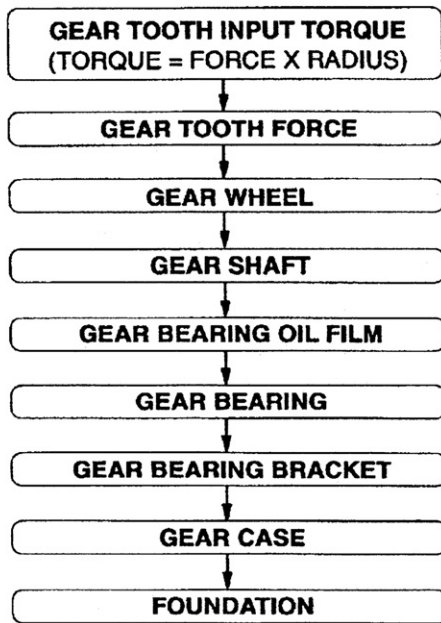 GEAR TOOTH INPUT TORQUE
(TORQUE = FORCE X RADIUS)
GEAR TOOTH FORCE
GEAR WHEEL
GEAR SHAFT
GEAR BEARING OIL FILM
GEAR BEARING
GEAR BEARING BRACKET
GEAR CASE
FOUNDATION